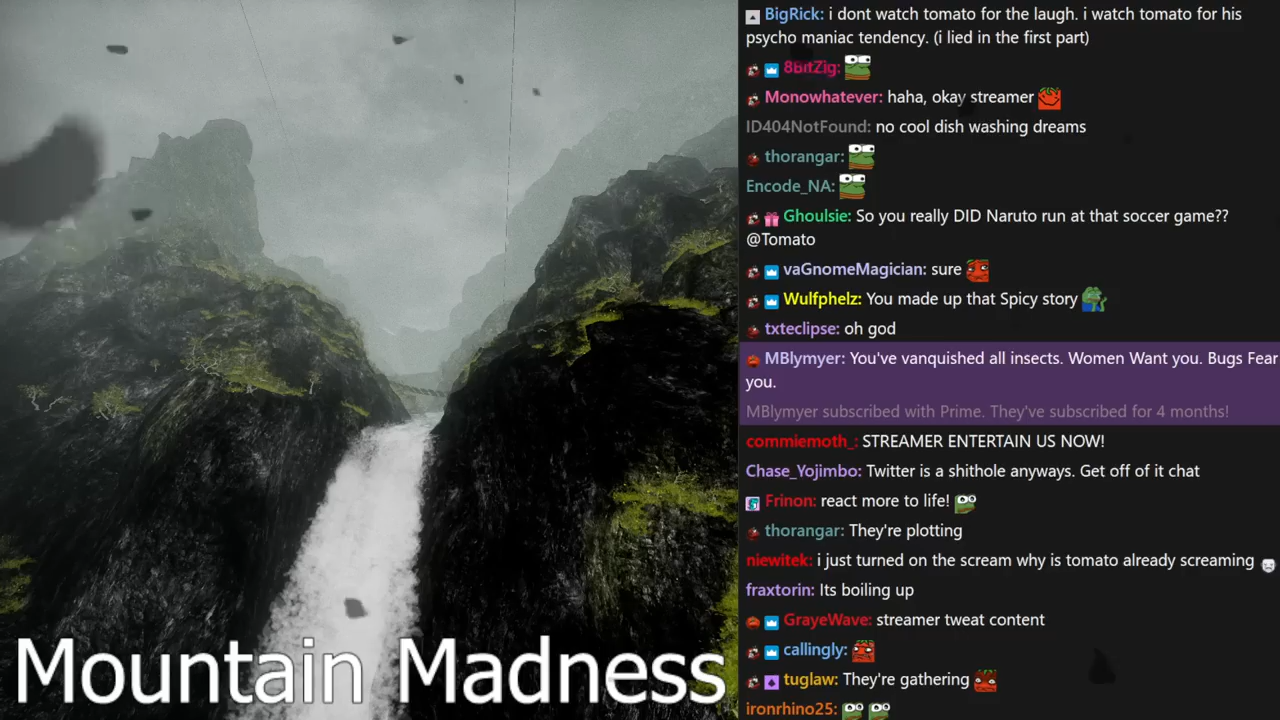 BigRick: i dont watch tomato for the laugh. i watch tomato for his
psycho maniac tendency. (i lied in the first part)
8BitZig:
Monowhatever: haha, okay streamer
ID404NotFound: no cool dish washing dreams
thorangar:
Encode_NA:
Ghoulsie: So you really DID Naruto run at that soccer game??
@Tomato
vaGnomeMagician: sure
Wulfphelz: You made up that Spicy story
txteclipse: oh god
MBlymyer: You've vanquished all insects. Women Want you. Bugs Fear
you.
MBlymyer subscribed with Prime. They've subscribed for 4 months!
commiemoth_: STREAMER ENTERTAIN US NOW!
Chase_Yojimbo: Twitter is a shithole anyways. Get off of it chat
Frinon: react more to life!
thorangar: They're plotting
niewitek: i just turned on the scream why is tomato already screaming
fraxtorin: Its boiling up
GrayeWave: streamer tweat content
callingly:
tuglaw: They're gathering
ironrhino25:
Mountain Madness